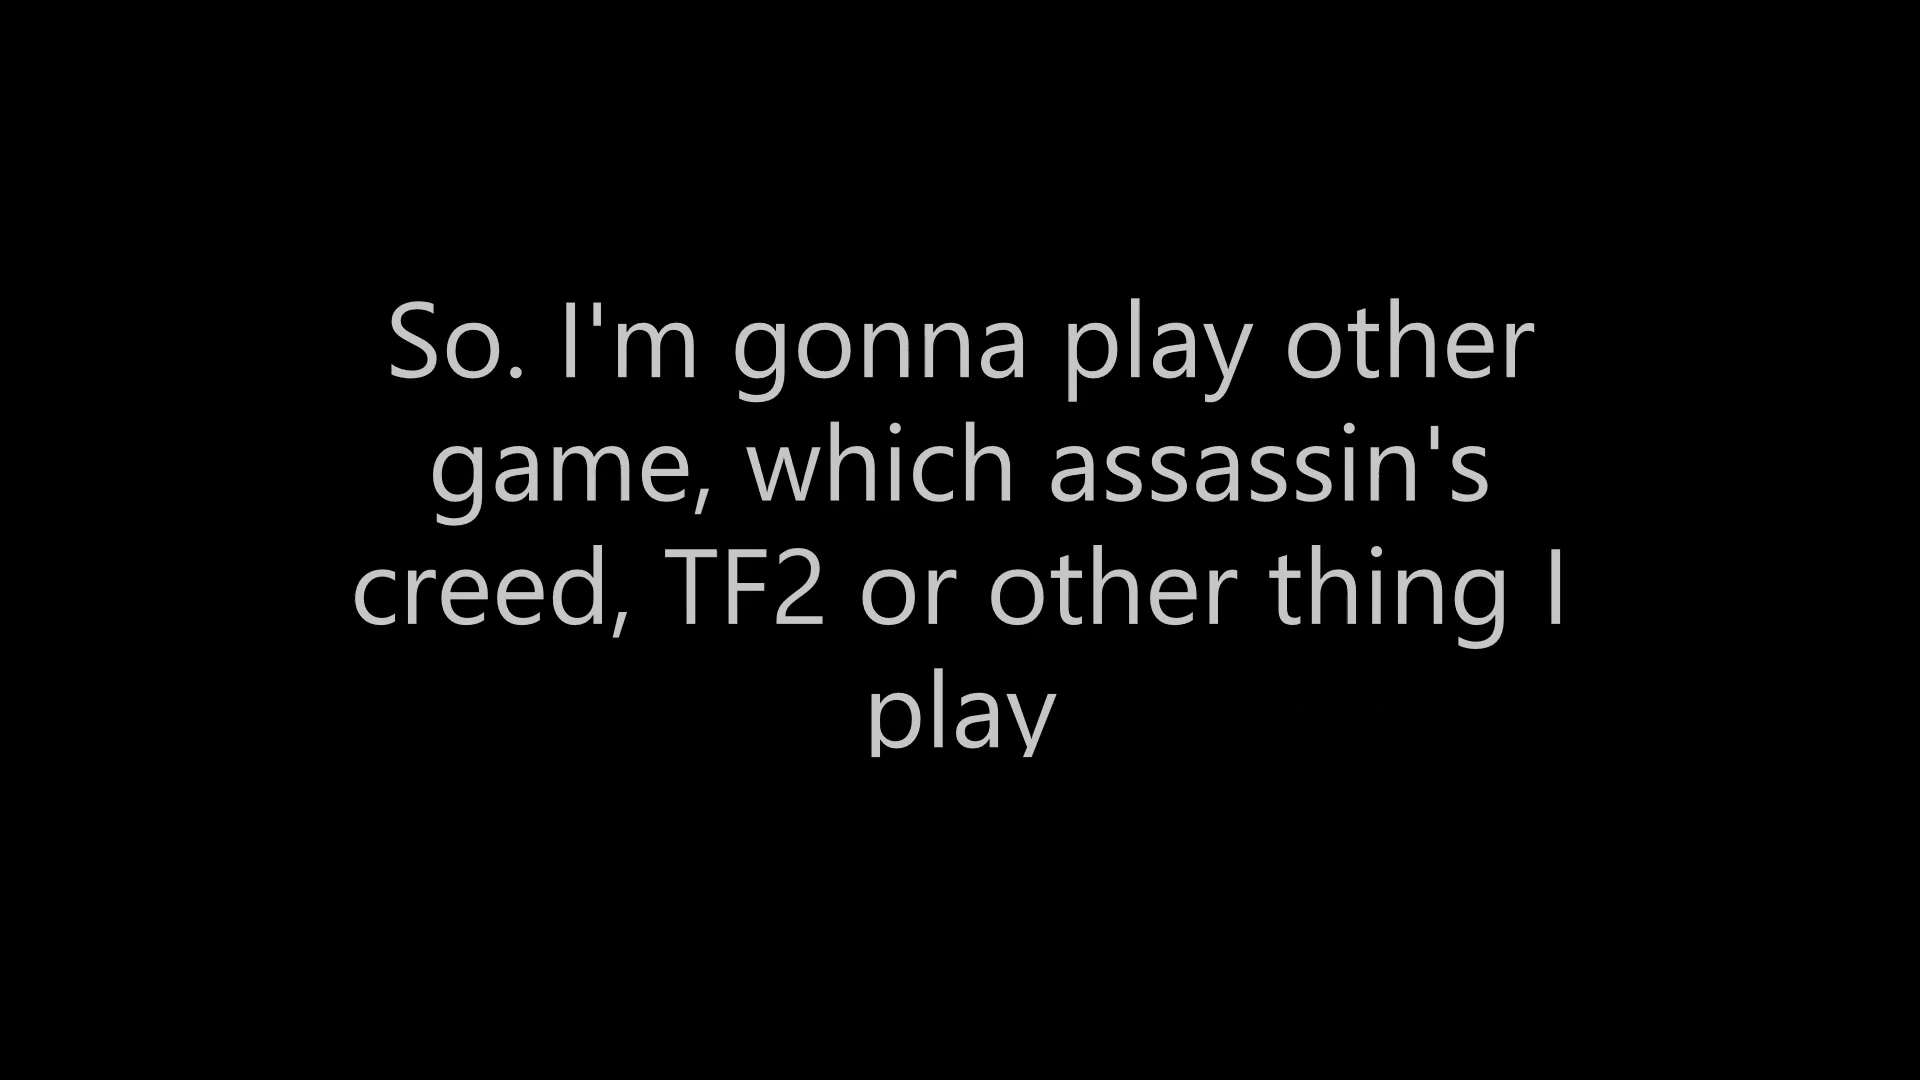 So. I'm gonna play other
game, which assassin's
creed, TF2 or other thing I
play